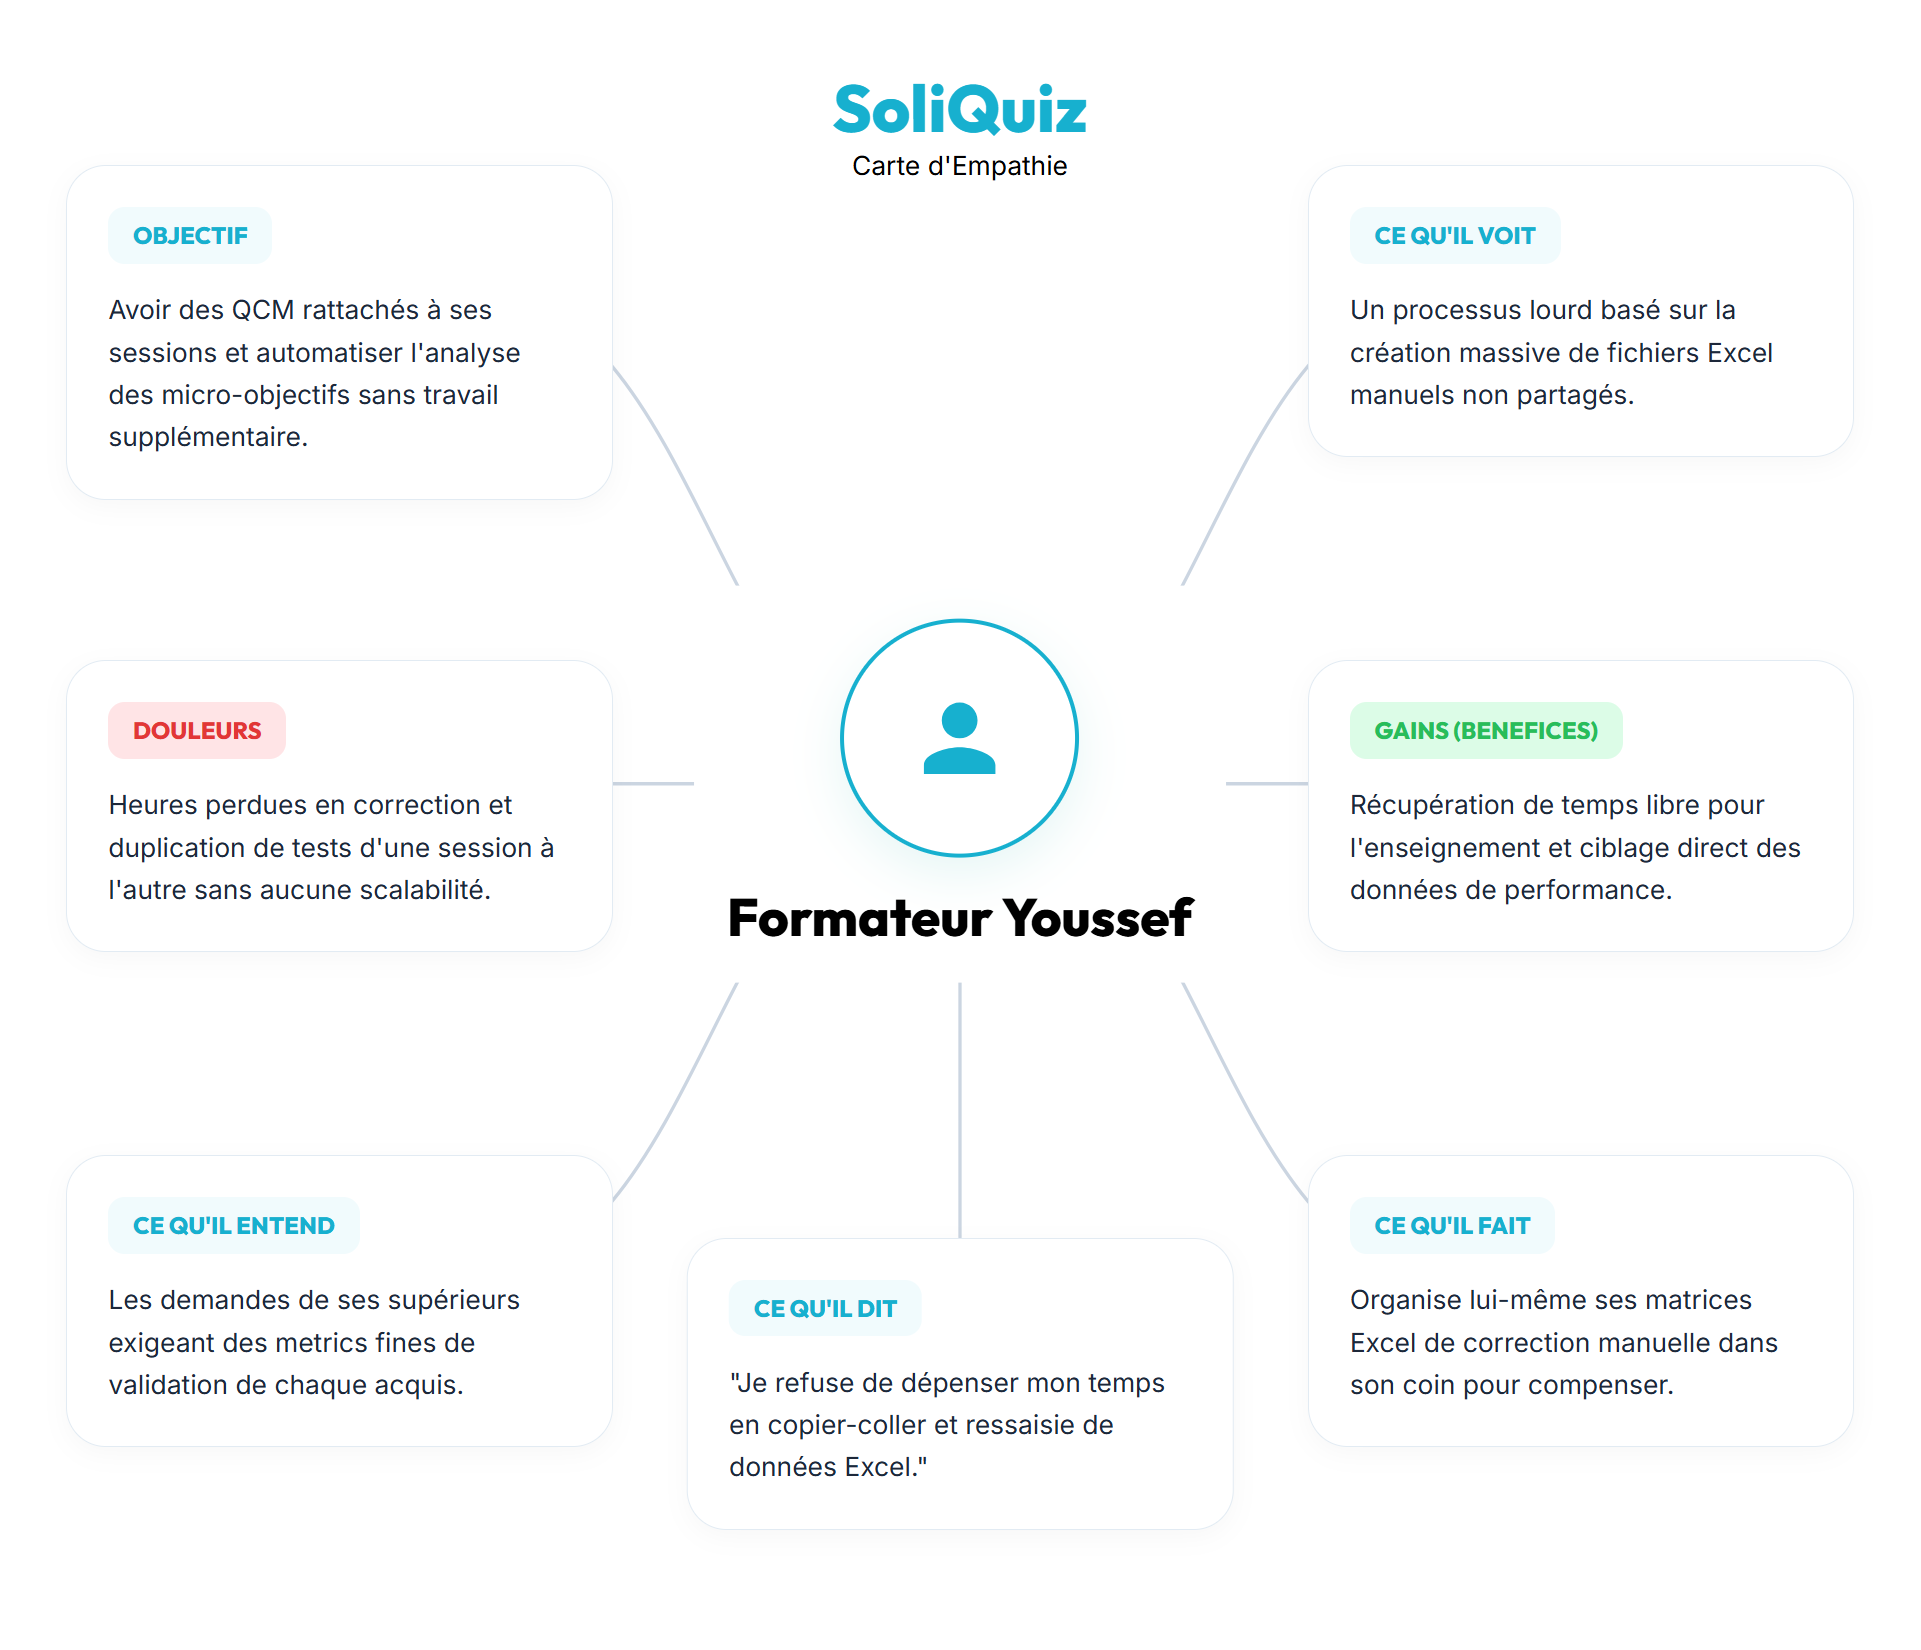 SoliQuiz
Carte d'Empathie
OBJECTIF
Avoir des QCM rattachés à ses
sessions et automatiser l'analyse
des micro-objectifs sans travail
supplémentaire.
CE QU'IL VOIT
Un processus lourd basé sur la
création massive de fichiers Excel
manuels non partagés.
DOULEURS
Heures perdues en correction et
duplication de tests d'une session à
l'autre sans aucune scalabilité.
Formateur Youssef
GAINS (BENEFICES)
Récupération de temps libre pour
l'enseignement et ciblage direct des
données de performance.
CE QU'IL ENTEND
Les demandes de ses supérieurs
exigeant des metrics fines de
validation de chaque acquis.
CE QU'IL DIT
"Je refuse de dépenser mon temps
en copier-coller et ressaisie de
données Excel."
CE QU'IL FAIT
Organise lui-même ses matrices
Excel de correction manuelle dans
son coin pour compenser.